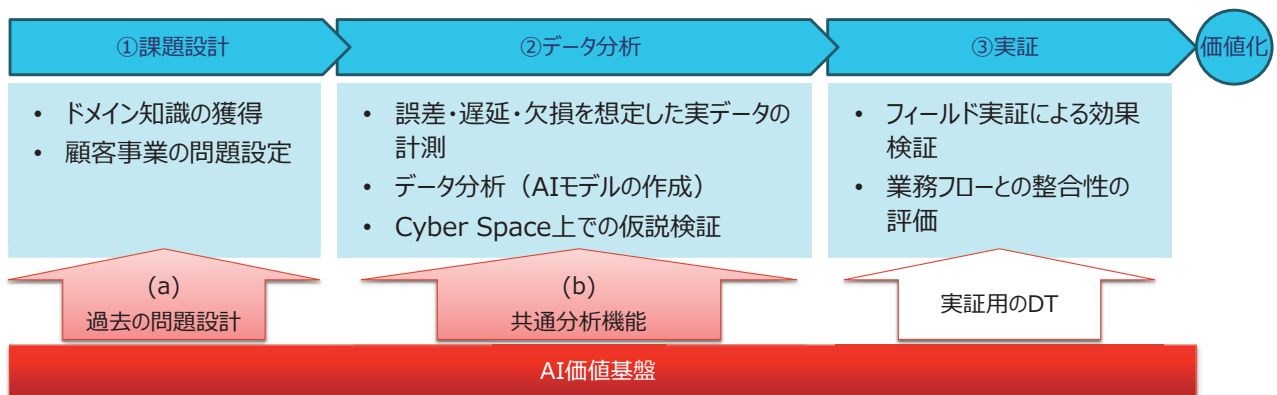 ①課題設計
②データ分析
③実証
価値化
• ドメイン知識の獲得
• 顧客事業の問題設定
• 誤差・遅延・欠損を想定した実データの
計測
• データ分析（AIモデルの作成）
• Cyber Space上での仮説検証
• フィールド実証による効果
検証
• 業務フローとの整合性の
評価
(a)
過去の問題設計
(b)
共通分析機能
実証用のDT
AI価値基盤